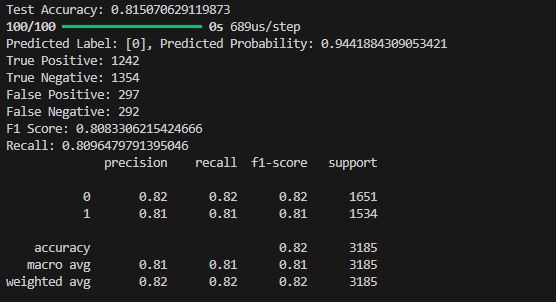 Test Accuracy: 0.815070629119873
100/100 ━━━━━━━━━━━━━━━━━━━━ 0s 689us/step
Predicted Label: [0], Predicted Probability: 0.9441884309053421
True Positive: 1242
True Negative: 1354
False Positive: 297
False Negative: 292
F1 Score: 0.8083306215424666
Recall: 0.8096479791395046
precision recall f1-score support
0 0.82 0.82 0.82 1651
1 0.81 0.81 0.81 1534
accuracy 0.82 3185
macro avg 0.81 0.81 0.81 3185
weighted avg 0.82 0.82 0.82 3185